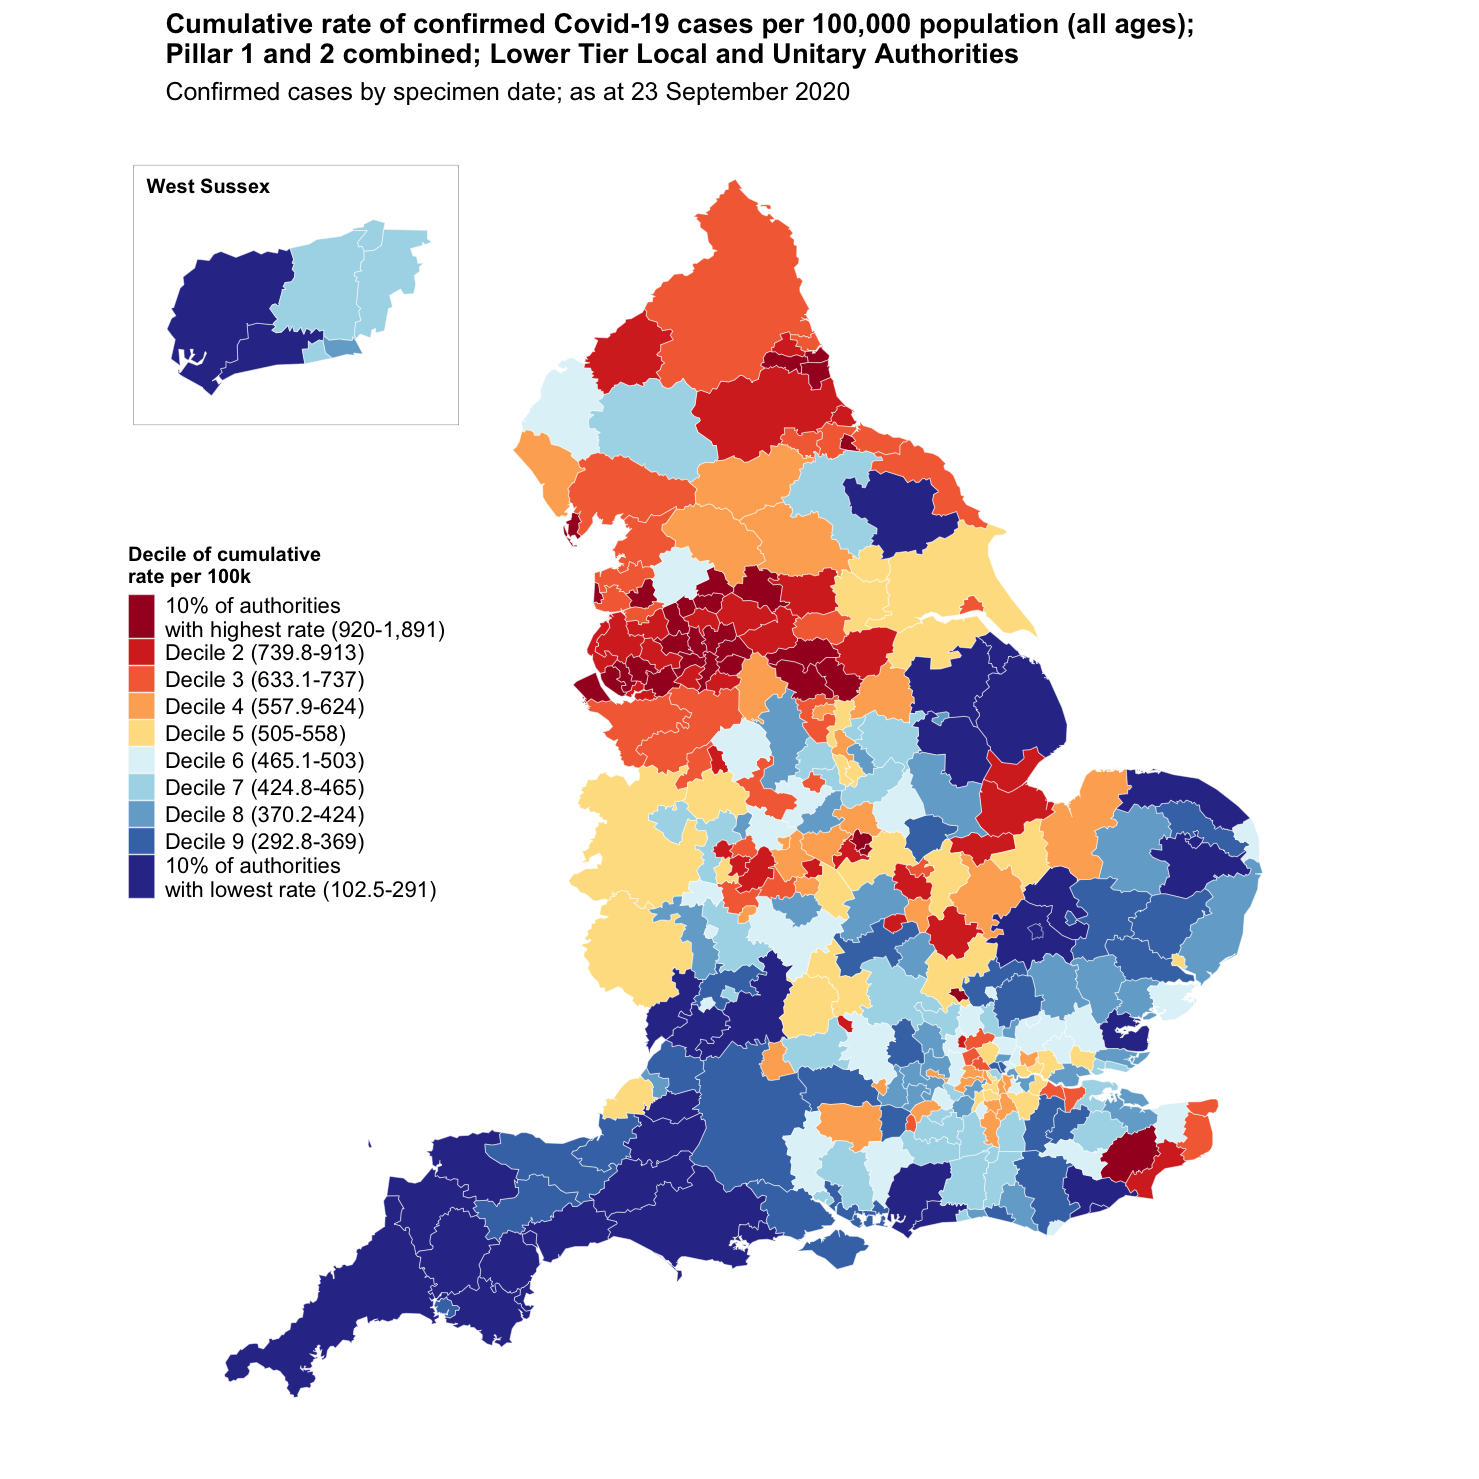 Cumulative rate of confirmed Covid-19 cases per 100,000 population (all ages);
Pillar 1 and 2 combined; Lower Tier Local and Unitary Authorities
Confirmed cases by specimen date; as at 23 September 2020
West Sussex
Decile of cumulative
rate per 100k
10% of authorities
with highest rate (920-1,891)
Decile 2 (739.8-913)
Decile 3 (633.1-737)
Decile 4 (557.9-624)
Decile 5 (505-558)
Decile 6 (465.1-503)
Decile 7 (424.8-465)
Decile 8 (370.2-424)
Decile 9 (292.8-369)
10% of authorities
with lowest rate (102.5-291)